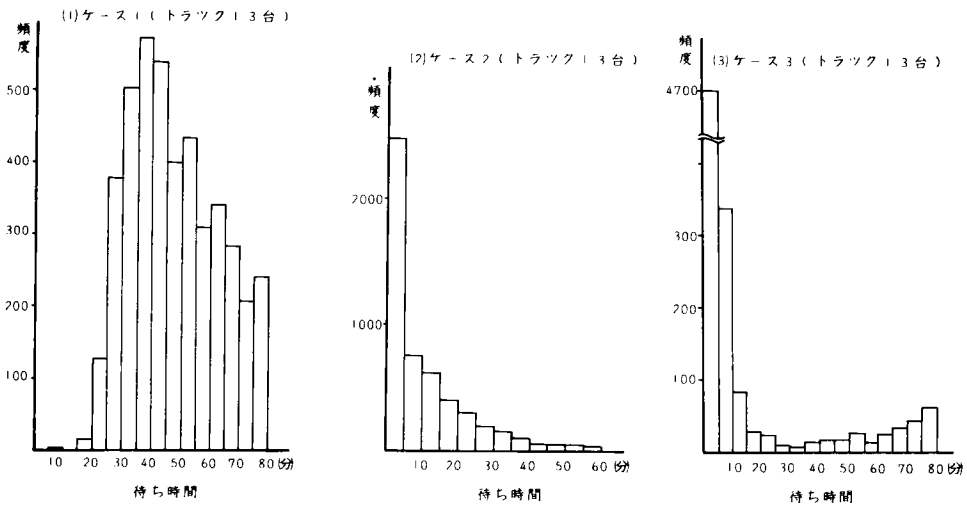 (1)ケース1(トラック13台)
頻度
500
400
300
200
100
10 20 30 40 50 60 70 80(分)
待ち時間
(2)ケース2(トラック13台)
頻度
2000
1000
10 20 30 40 50 60(分)
待ち時間
(3)ケース3(トラック13台)
頻度
4700
300
200
100
10 20 30 40 50 60 70 80(分)
待ち時間